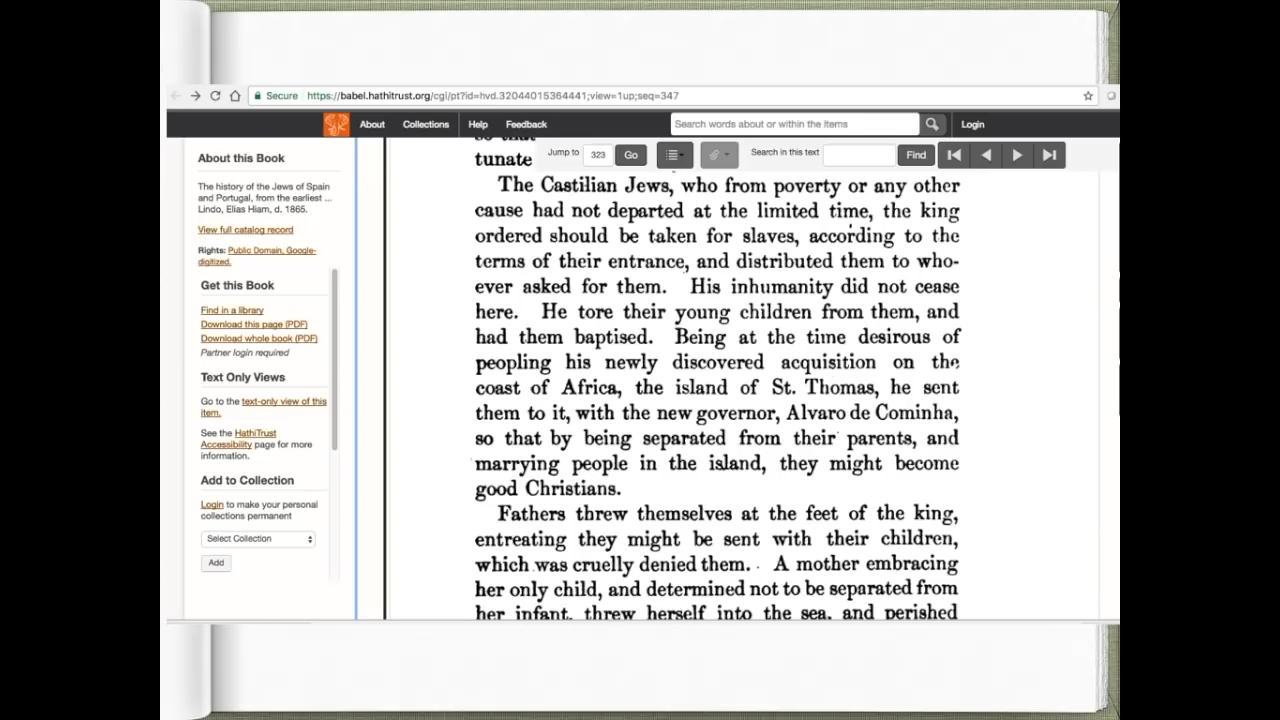 Secure https://babel.hathitrust.org/cgi/pt?id=hvd.32044015364441;view=1up;seq=347
About Collections Help Feedback Search words about or within the items Login
Jump to 323 Go Search in this text Find
About this Book
The history of the Jews of Spain
and Portugal, from the earliest ...
Lindo, Elias Hiam, d. 1865.
View full catalog record
Rights: Public Domain, Google-
digitized.
Get this Book
Find in a library
Download this page (PDF)
Download whole book (PDF)
Partner login required
Text Only Views
Go to the text-only view of this
item.
See the HathiTrust
Accessibility page for more
information.
Add to Collection
Login to make your personal
collections permanent
Select Collection
Add
so that
tunate
The Castilian Jews, who from poverty or any other
cause had not departed at the limited time, the king
ordered should be taken for slaves, according to the
terms of their entrance, and distributed them to who-
ever asked for them. His inhumanity did not cease
here. He tore their young children from them, and
had them baptised. Being at the time desirous of
peopling his newly discovered acquisition on the
coast of Africa, the island of St. Thomas, he sent
them to it, with the new governor, Alvaro de Cominha,
so that by being separated from their parents, and
marrying people in the island, they might become
good Christians.
Fathers threw themselves at the feet of the king,
entreating they might be sent with their children,
which was cruelly denied them. A mother embracing
her only child, and determined not to be separated from
her infant, threw herself into the sea, and perished